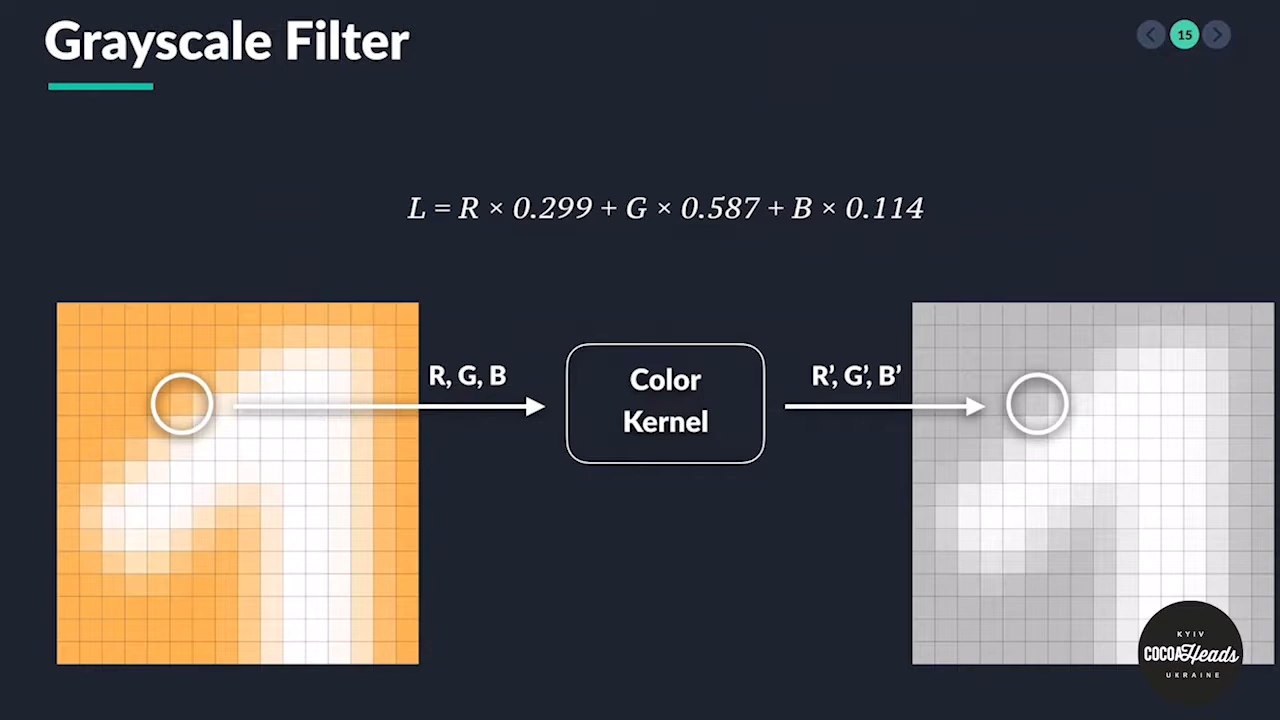 Grayscale Filter
15
L = R × 0.299 + G × 0.587 + B × 0.114
R, G, B
Color
Kernel
R’, G’, B’
KYIV
COCOAHeads
UKRAINE